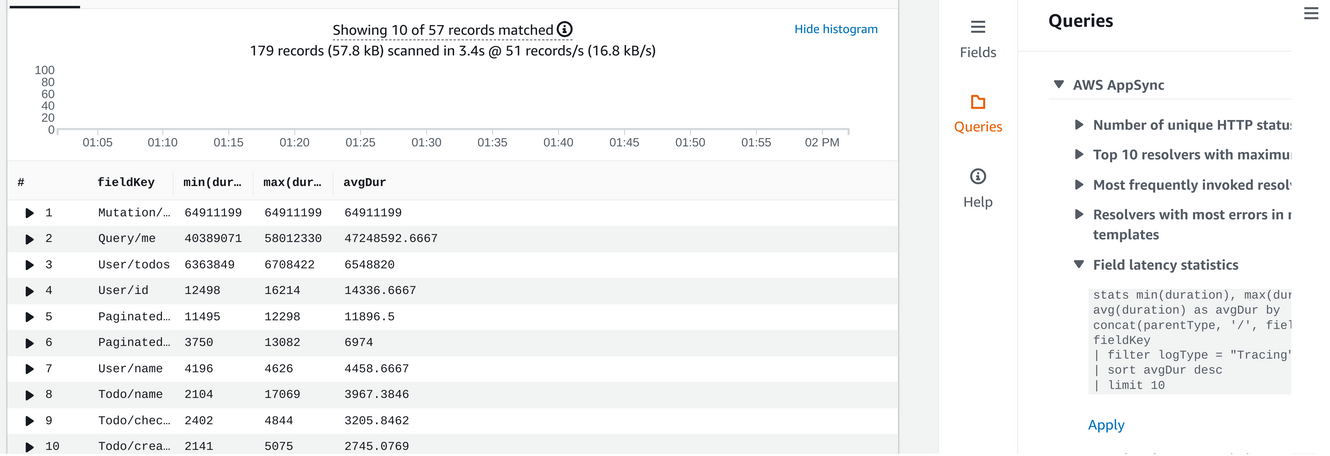 Showing 10 of 57 records matched
Hide histogram
179 records (57.8 kB) scanned in 3.4s @ 51 records/s (16.8 kB/s)
100
80
60
40
20
0
01:05 01:10 01:15 01:20 01:25 01:30 01:35 01:40 01:45 01:50 01:55 02 PM
# fieldKey min(dur… max(dur… avgDur
1 Mutation/… 64911199 64911199 64911199
2 Query/me 40389071 58012330 47248592.6667
3 User/todos 6363849 6708422 6548820
4 User/id 12498 16214 14336.6667
5 Paginated… 11495 12298 11896.5
6 Paginated… 3750 13082 6974
7 User/name 4196 4626 4458.6667
8 Todo/name 2104 17069 3967.3846
9 Todo/chec… 2402 4844 3205.8462
10 Todo/crea… 2141 5075 2745.0769
Fields
Queries
Help
Queries
AWS AppSync
Number of unique HTTP status
Top 10 resolvers with maximu
Most frequently invoked resolv
Resolvers with most errors in
templates
Field latency statistics
stats min(duration), max(dur
avg(duration) as avgDur by
concat(parentType, '/', fiel
fieldKey
| filter logType = "Tracing"
| sort avgDur desc
| limit 10
Apply